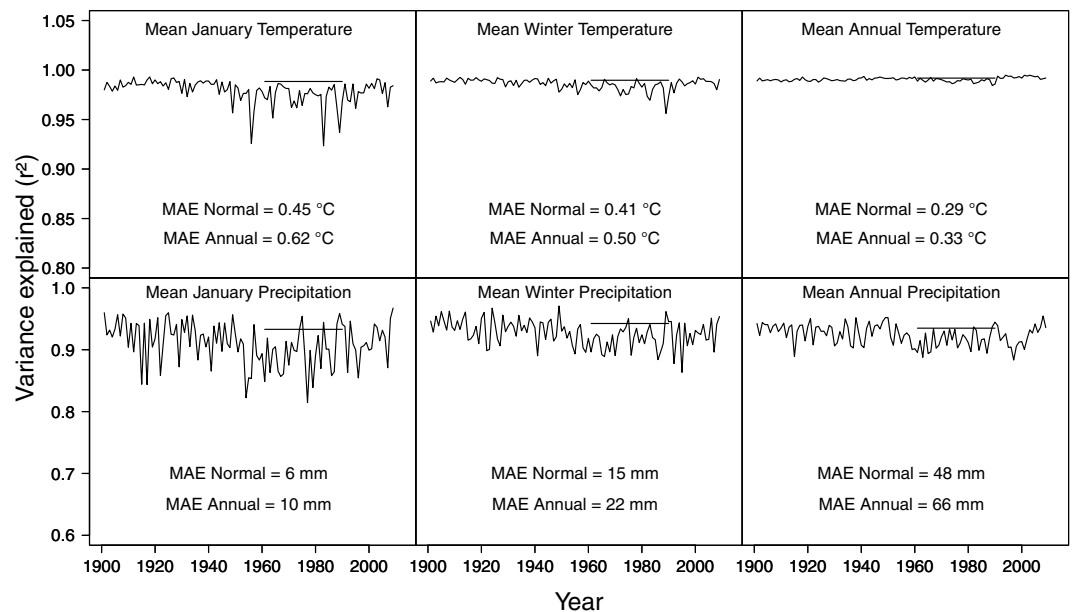 Variance explained (r²)
1.05
1.00
0.95
0.90
0.85
0.80
Mean January Temperature
MAE Normal = 0.45 °C
MAE Annual = 0.62 °C
Mean Winter Temperature
MAE Normal = 0.41 °C
MAE Annual = 0.50 °C
Mean Annual Temperature
MAE Normal = 0.29 °C
MAE Annual = 0.33 °C
1.0
0.9
0.8
0.7
0.6
Mean January Precipitation
MAE Normal = 6 mm
MAE Annual = 10 mm
Mean Winter Precipitation
MAE Normal = 15 mm
MAE Annual = 22 mm
Mean Annual Precipitation
MAE Normal = 48 mm
MAE Annual = 66 mm
1900 1920 1940 1960 1980 2000
1900 1920 1940 1960 1980 2000
1900 1920 1940 1960 1980 2000
Year